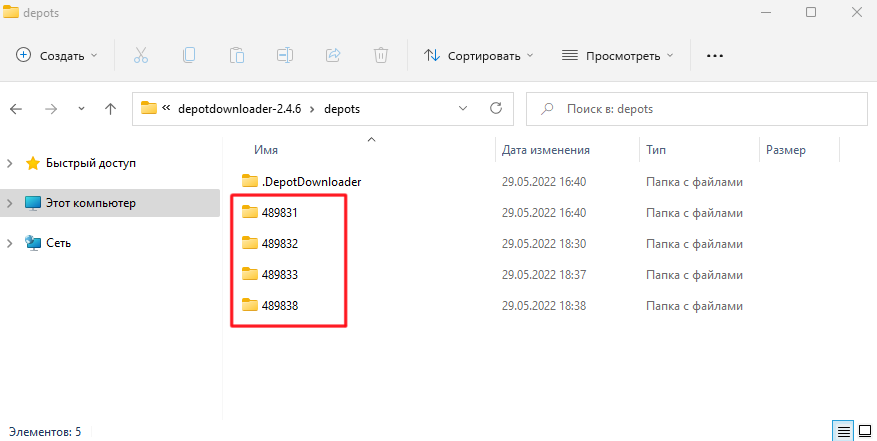 depots
Создать
Сортировать
Просмотреть
« depotdownloader-2.4.6 > depots
Поиск в: depots
Быстрый доступ
Этот компьютер
Сеть
Имя Дата изменения Тип Размер
.DepotDownloader 29.05.2022 16:40 Папка с файлами
489831 29.05.2022 16:40 Папка с файлами
489832 29.05.2022 18:30 Папка с файлами
489833 29.05.2022 18:37 Папка с файлами
489838 29.05.2022 18:38 Папка с файлами
Элементов: 5